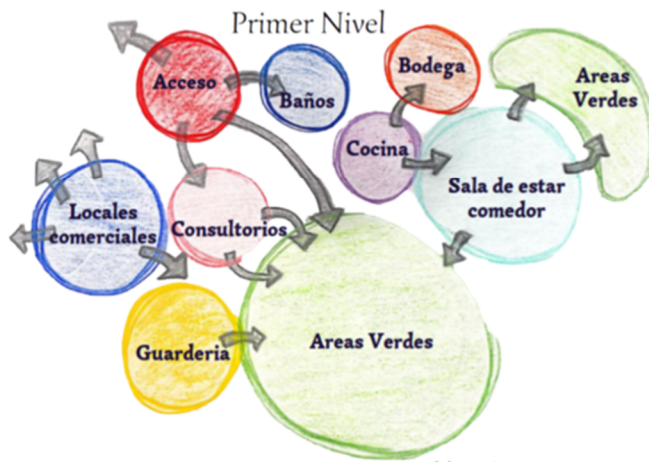 Primer Nivel
Acceso
Baños
Bodega
Areas
Verdes
Cocina
Sala de estar
comedor
Locales
comerciales
Consultorios
Guarderia
Areas Verdes